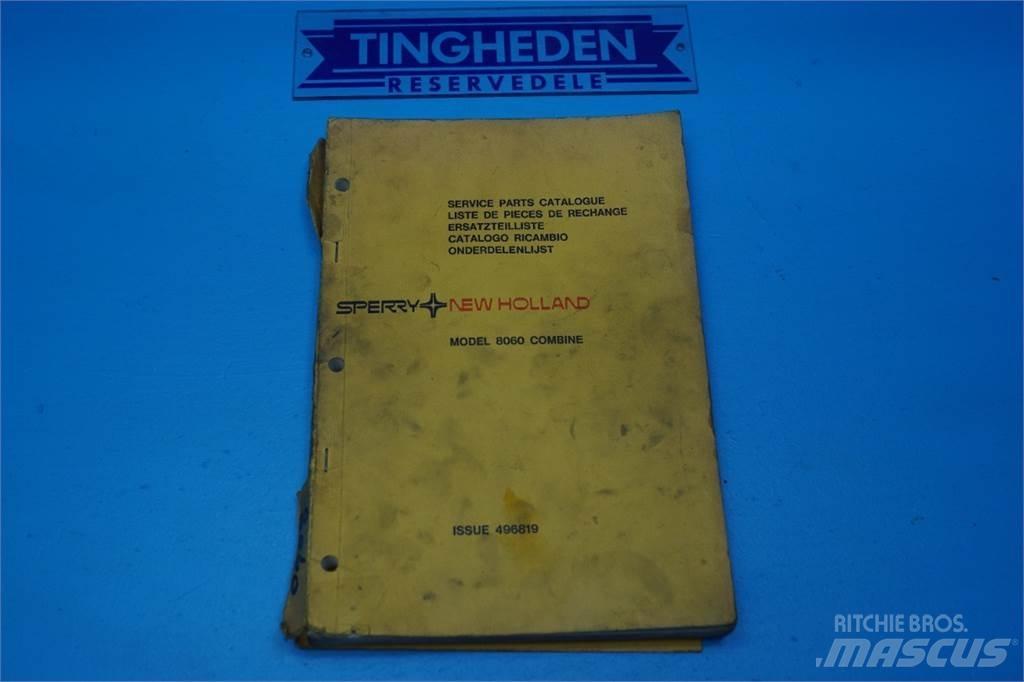 TINGHEDEN
RESERVEDELE
SERVICE PARTS CATALOGUE
LISTE DE PIECES DE RECHANGE
ERSATZTEILLISTE
CATALOGO RICAMBIO
ONDERDELENLIJST
SPERRY NEW HOLLAND
MODEL 8060 COMBINE
ISSUE 496819
RITCHIE BROS.
MASCUS